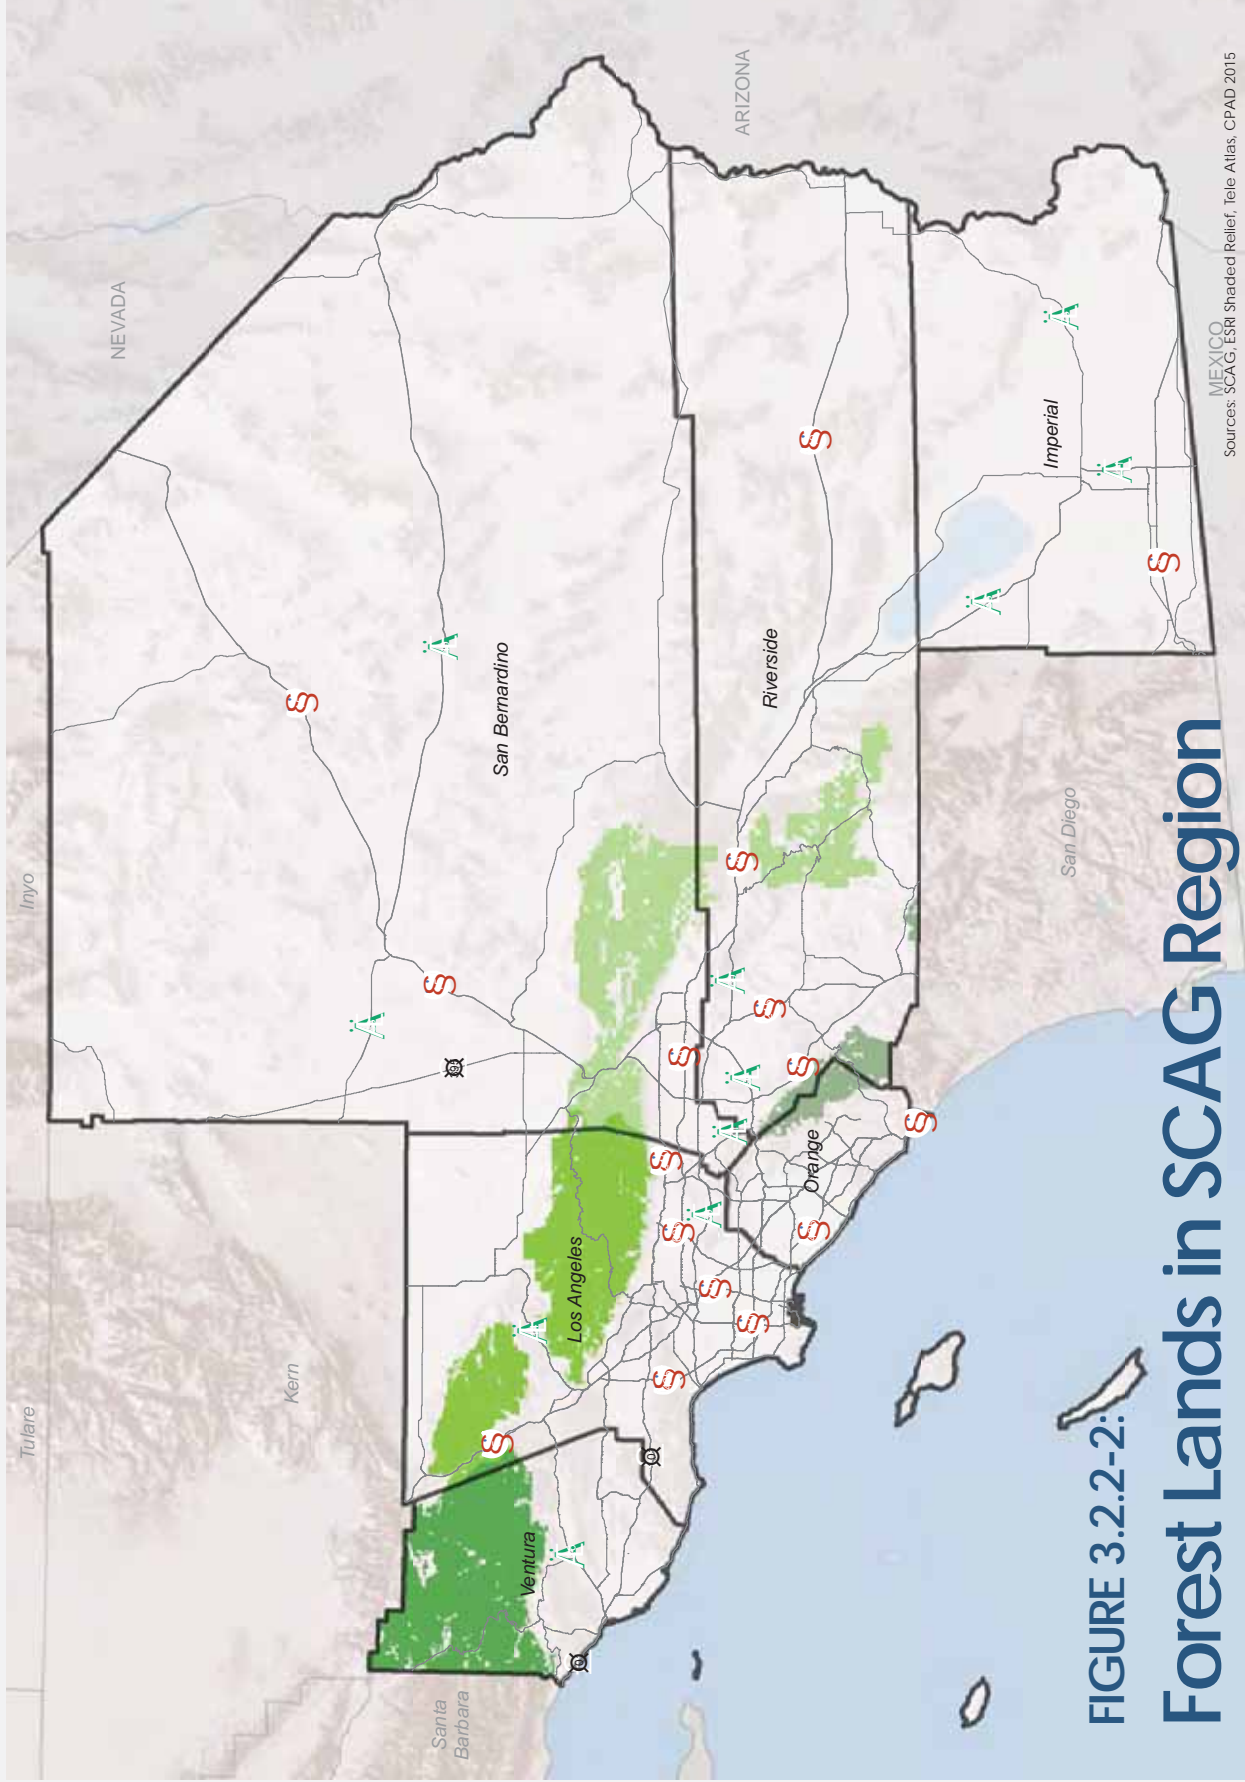 Tulare
Inyo
Kern
NEVADA
ARIZONA
Santa
Barbara
San Bernardino
Ventura
Los Angeles
Riverside
Orange
Imperial
San Diego
MEXICO
FIGURE 3.2.2-2:
Forest Lands in SCAG Region
Sources: SCAG, ESRI Shaded Relief, Tele Atlas, CPAD 2015